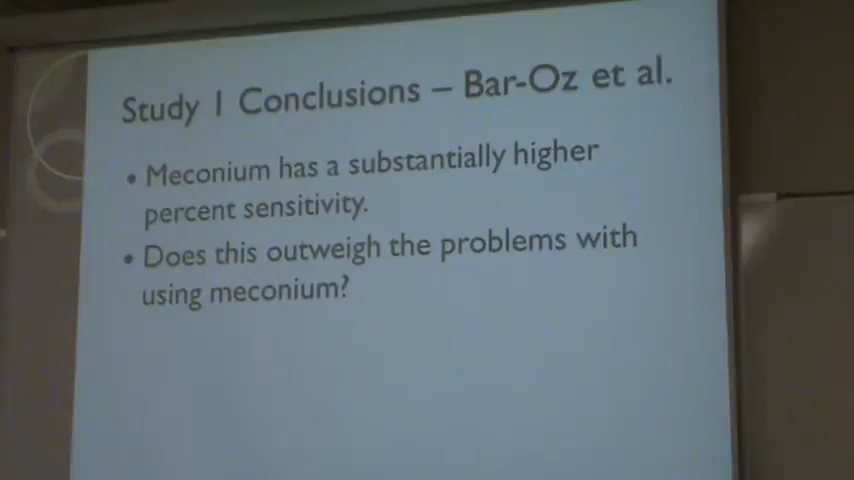 Study 1 Conclusions – Bar-Oz et al.
• Meconium has a substantially higher
percent sensitivity.
• Does this outweigh the problems with
using meconium?